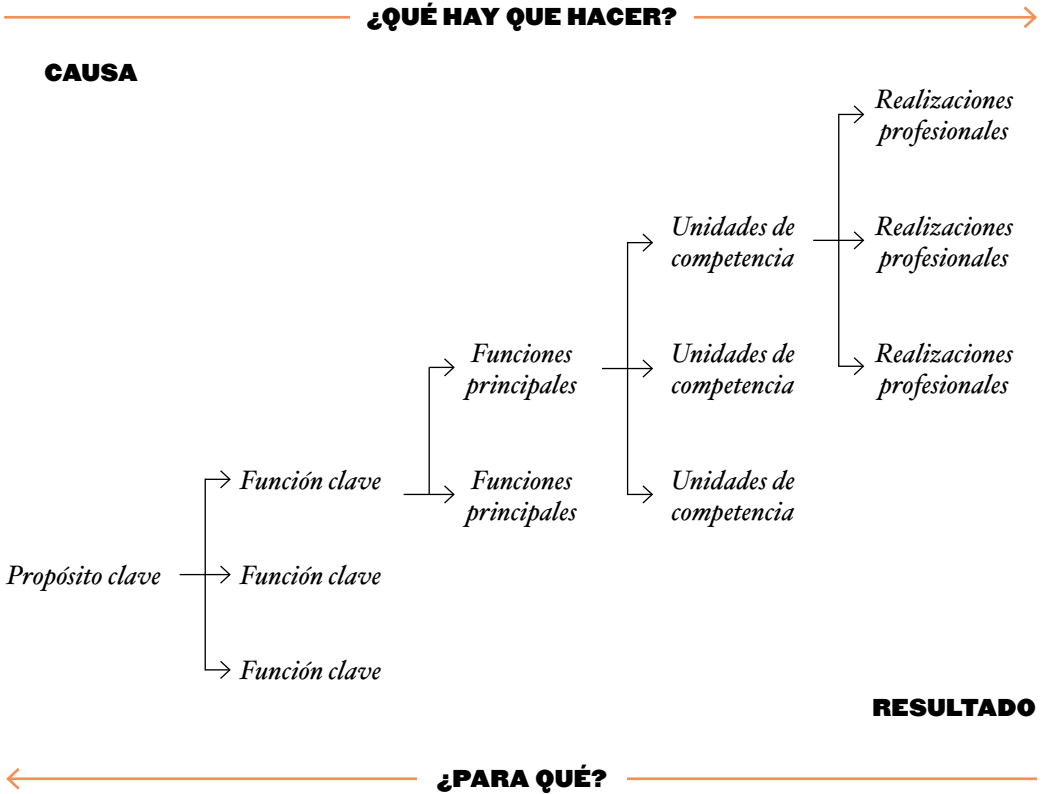 ¿QUÉ HAY QUE HACER?
CAUSA
Realizaciones
profesionales
Unidades de
competencia
Realizaciones
profesionales
Funciones
principales
Unidades de
competencia
Realizaciones
profesionales
Función clave
Funciones
principales
Unidades de
competencia
Propósito clave
Función clave
Función clave
RESULTADO
¿PARA QUÉ?